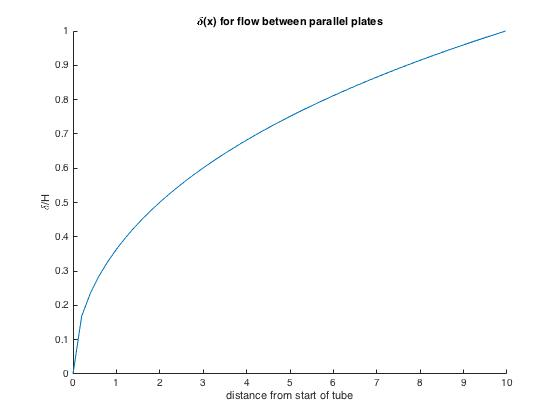 δ(x) for flow between parallel plates
1
0.9
0.8
0.7
0.6
0.5
0.4
0.3
0.2
0.1
0
δ/H
0 1 2 3 4 5 6 7 8 9 10
distance from start of tube